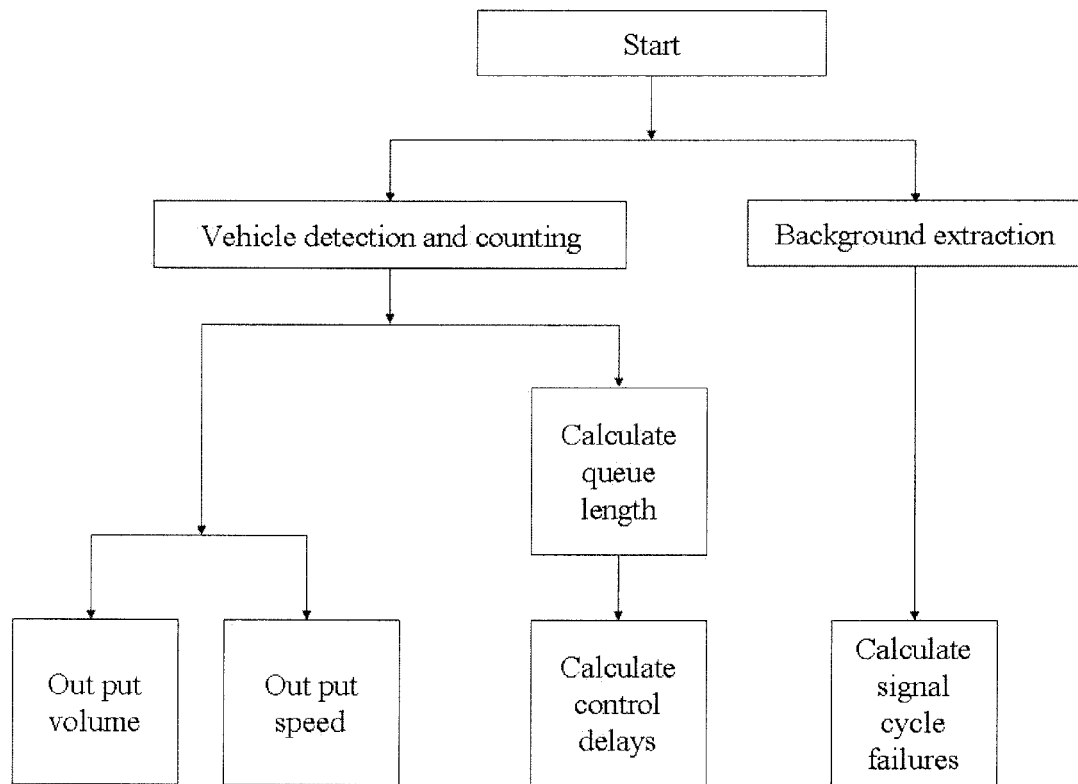 Start
Vehicle detection and counting
Background extraction
Calculate
queue
length
Out put
volume
Out put
speed
Calculate
control
delays
Calculate
signal
cycle
failures